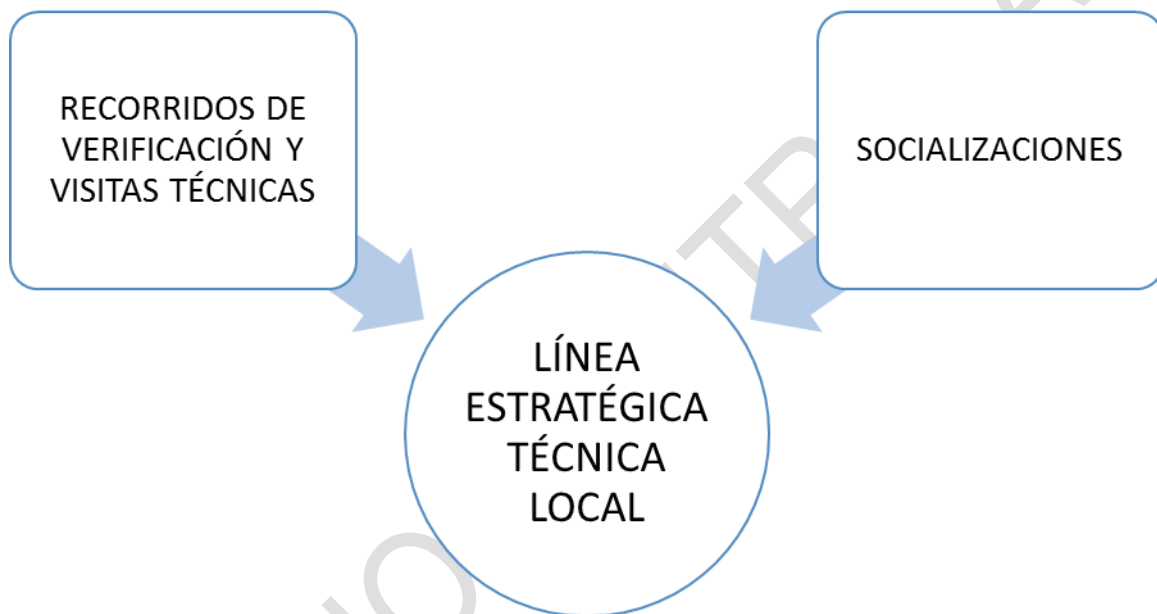 RECORRIDOS DE
VERIFICACIÓN Y
VISITAS TÉCNICAS
SOCIALIZACIONES
LÍNEA
ESTRATÉGICA
TÉCNICA
LOCAL